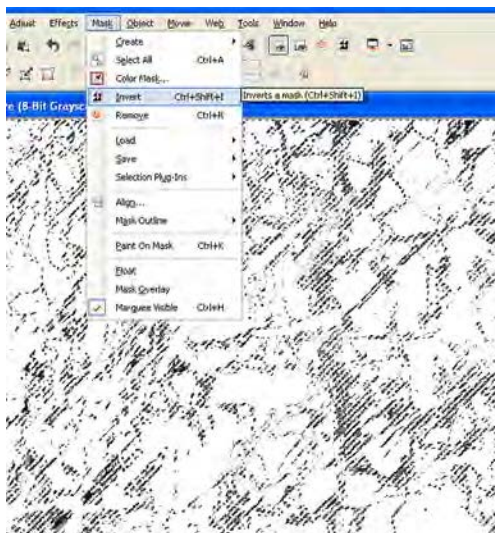 Adjust Effects Mask Object Movie Web Tools Window Help
Create
Select All Ctrl+A
Color Mask...
Invert Ctrl+Shift+I
Inverts a mask (Ctrl+Shift+I)
re (8-Bit Graysc
Remove Ctrl+R
Load
Save
Selection Plug-Ins
Align...
Mask Outline
Paint On Mask Ctrl+K
Float
Mask Overlay
Marquee Visible Ctrl+H